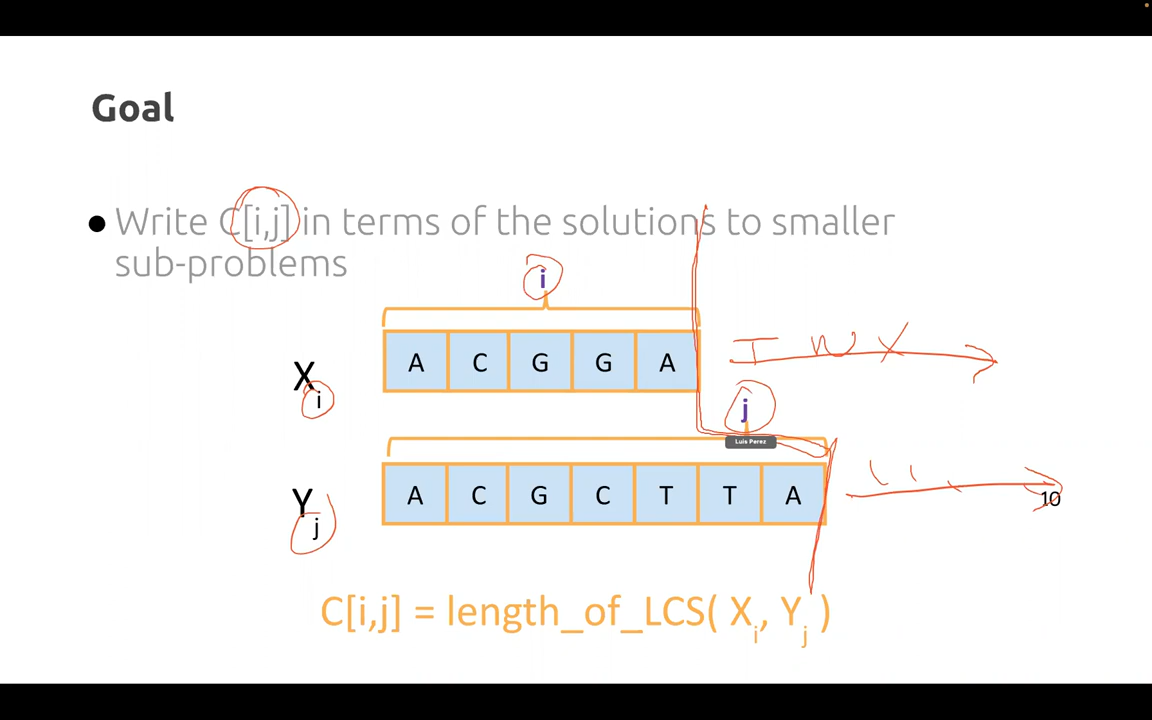 Goal
● Write C[i,j] in terms of the solutions to smaller
sub-problems
i
X i
A C G G A
j
Luis Perez
Y j
A C G C T T A
10
C[i,j] = length_of_LCS( X i, Y j )